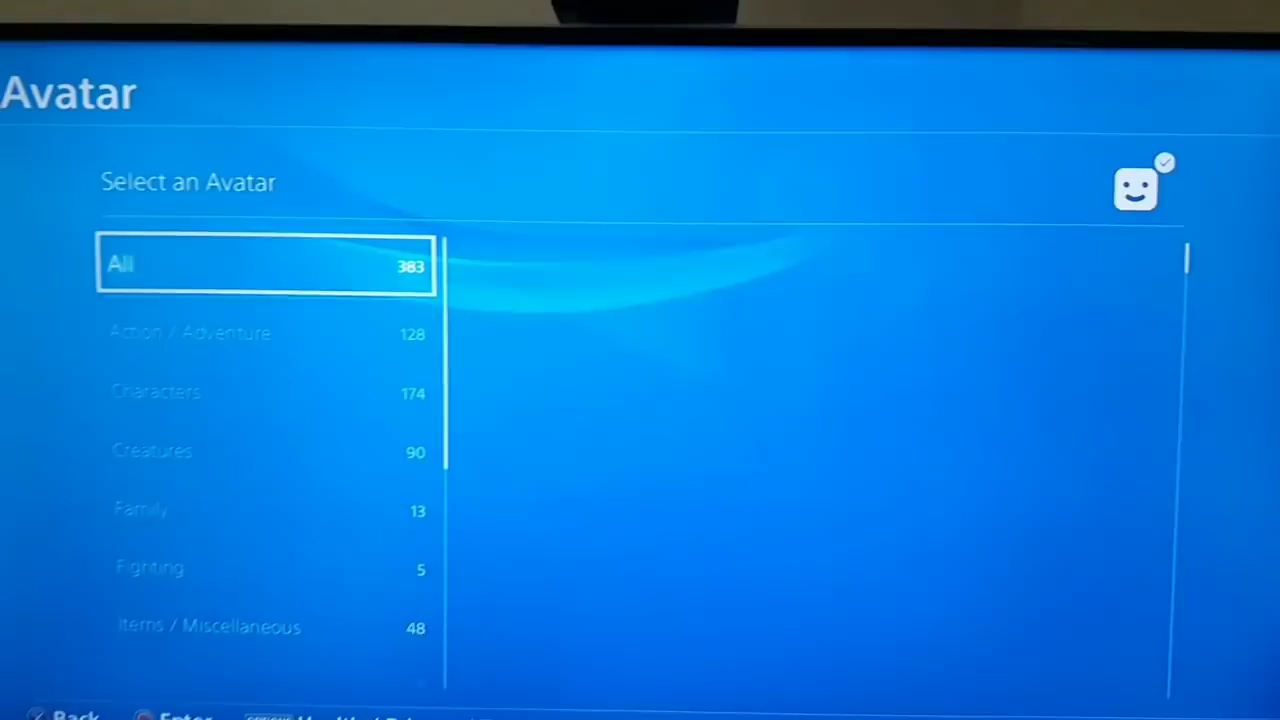 Avatar
Select an Avatar
All 383
Action / Adventure 128
Characters 174
Creatures 90
Family 13
Fighting 5
Items / Miscellaneous 48
Back Enter OPTIONS